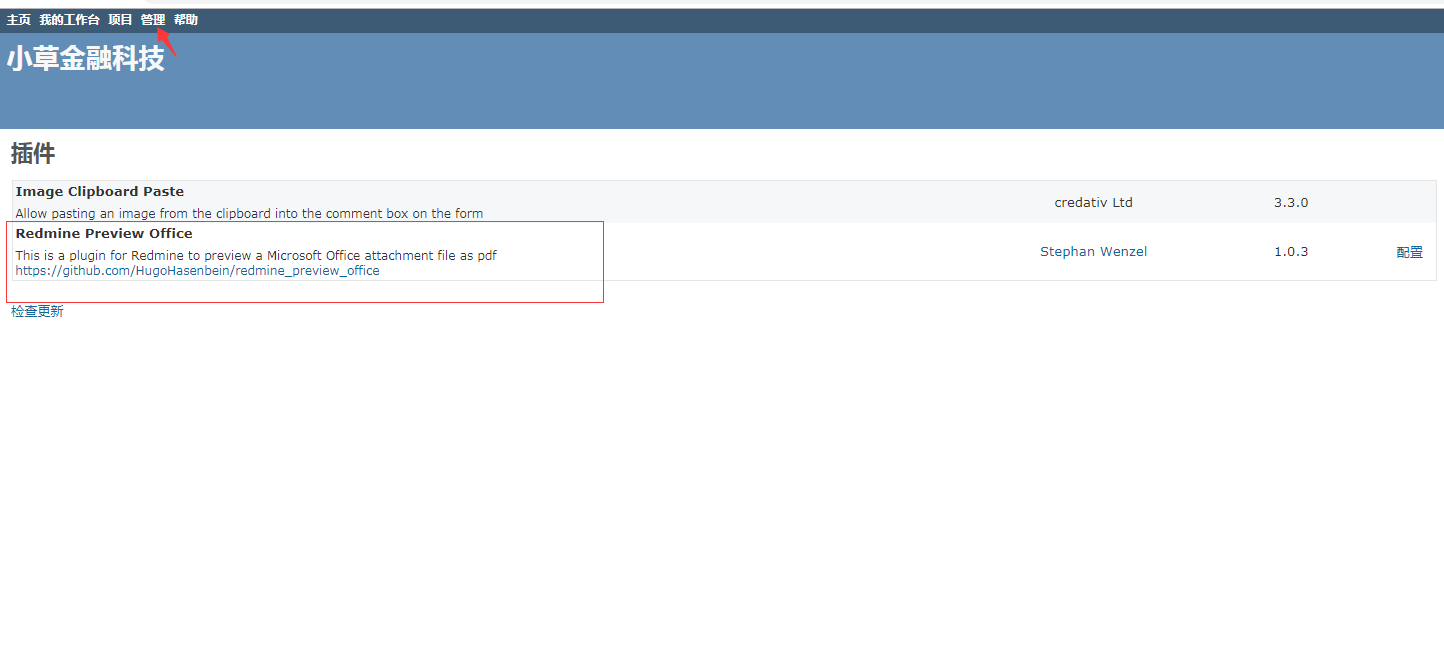 主页 我的工作台 项目 管理 帮助
小草金融科技
插件
Image Clipboard Paste
Allow pasting an image from the clipboard into the comment box on the form
credativ Ltd
3.3.0
Redmine Preview Office
This is a plugin for Redmine to preview a Microsoft Office attachment file as pdf
https://github.com/HugoHasenbein/redmine_preview_office
Stephan Wenzel
1.0.3
配置
检查更新